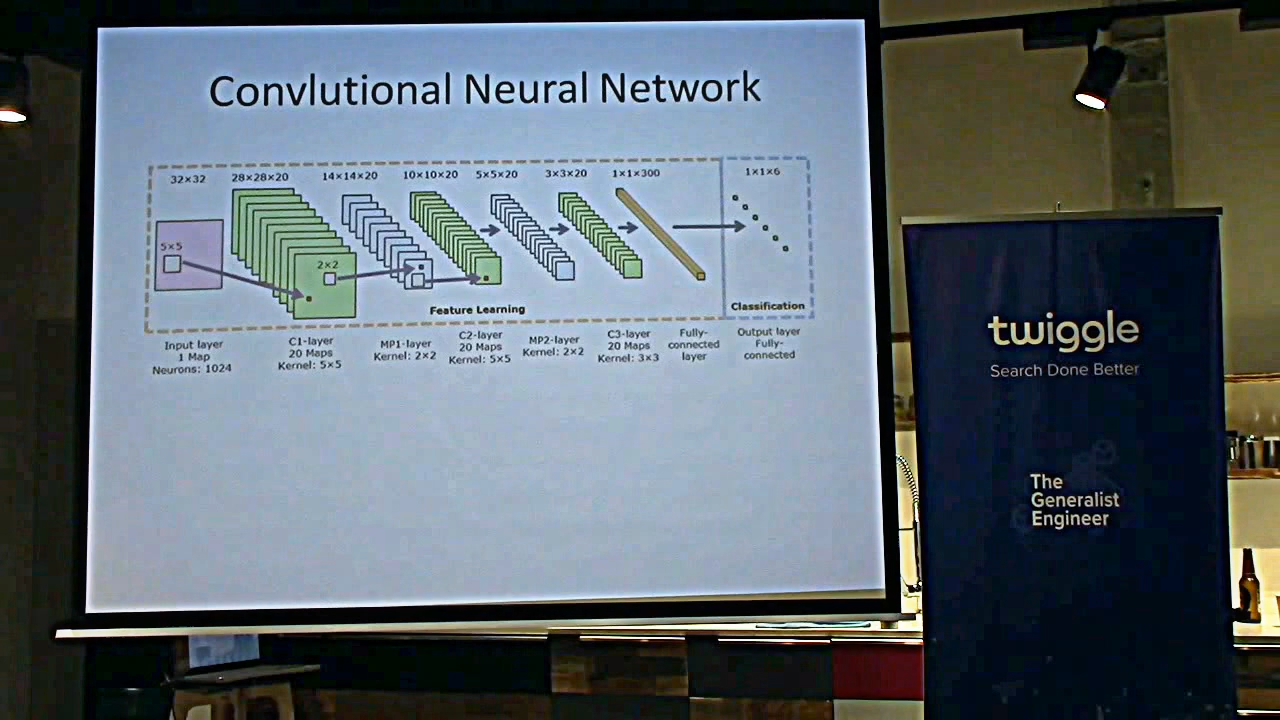 Convlutional Neural Network
32×32
28×28×20
14×14×20
10×10×20
5×5×20
3×3×20
1×1×300
1×1×6
5×5
2×2
Feature Learning
Classification
Input layer
1 Map
Neurons: 1024
C1-layer
20 Maps
Kernel: 5×5
MP1-layer
Kernel: 2×2
C2-layer
20 Maps
Kernel: 5×5
MP2-layer
Kernel: 2×2
C3-layer
20 Maps
Kernel: 3×3
Fully-
connected
layer
Output layer
Fully-
connected
twiggle
Search Done Better
The
Generalist
Engineer